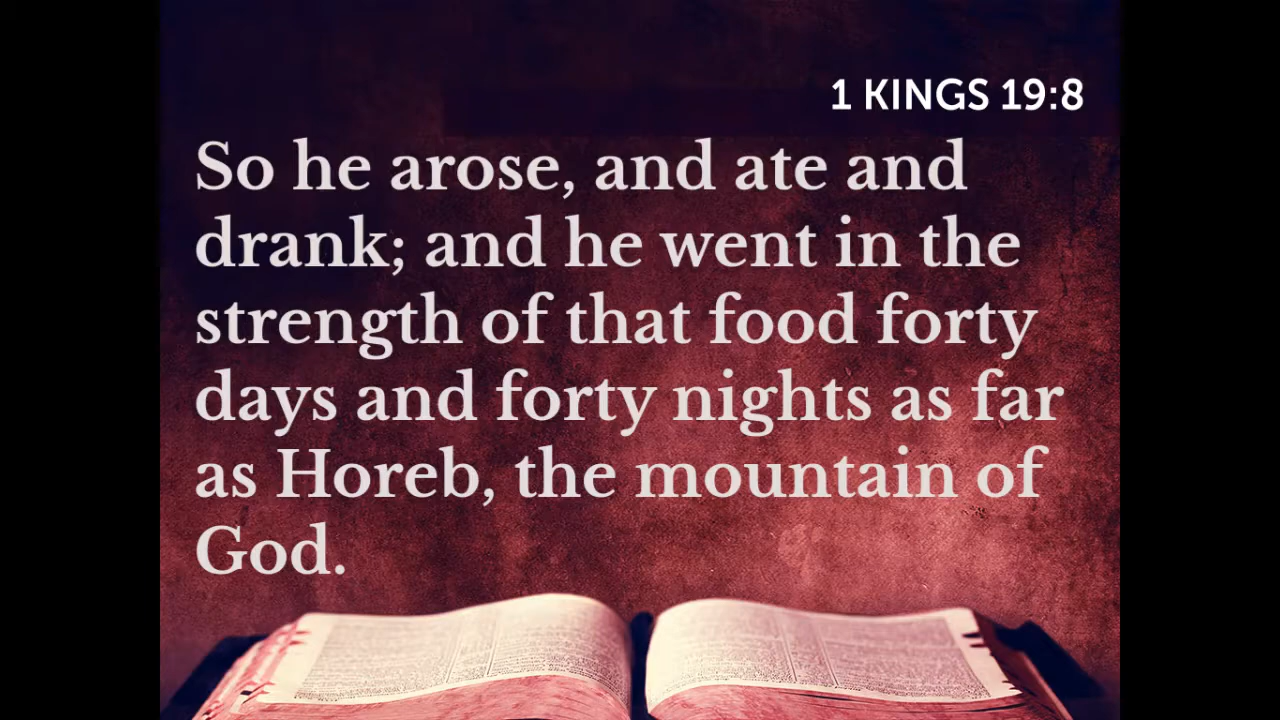 1 KINGS 19:8
So he arose, and ate and
drank; and he went in the
strength of that food forty
days and forty nights as far
as Horeb, the mountain of
God.